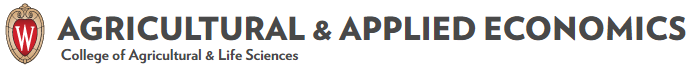 W
AGRICULTURAL & APPLIED ECONOMICS
College of Agricultural & Life Sciences